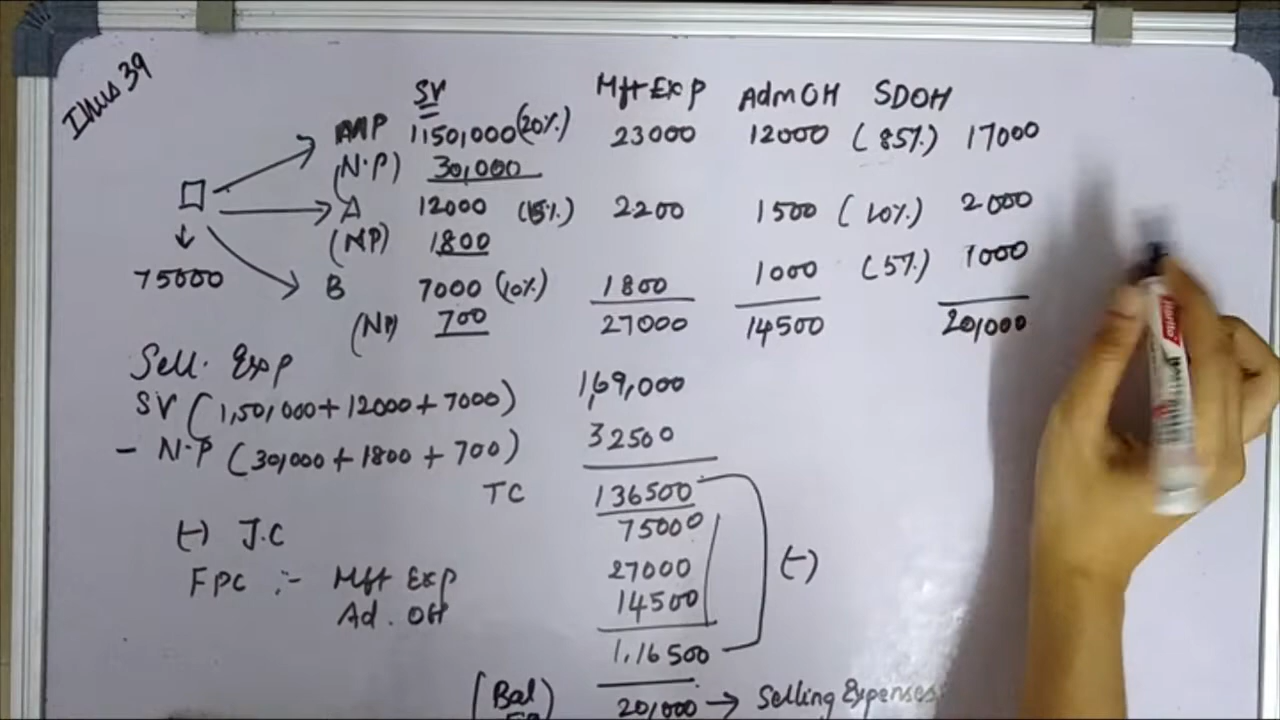 Illus 39
SV Mft Exp Adm OH SDOH
MP 1,50,000 (20%) 23000 12000 (85%) 17000
(N.P) 30,000
A 12000 (15%) 2200 1500 (10%) 2000
(NP) 1800
75000
B 7000 (10%) 1800 1000 (5%) 1000
(NP) 700 27000 14500 20,000
Sell. Exp
SV (1,50,000+12000+7000) 1,69,000
- N.P (30,000+1800+700) 32500
TC 136500
(-) J.C 75000
FPC :- Mft Exp 27000 (-)
Ad. OH 14500
1,16500
(Bal 20,000 → Selling Expenses